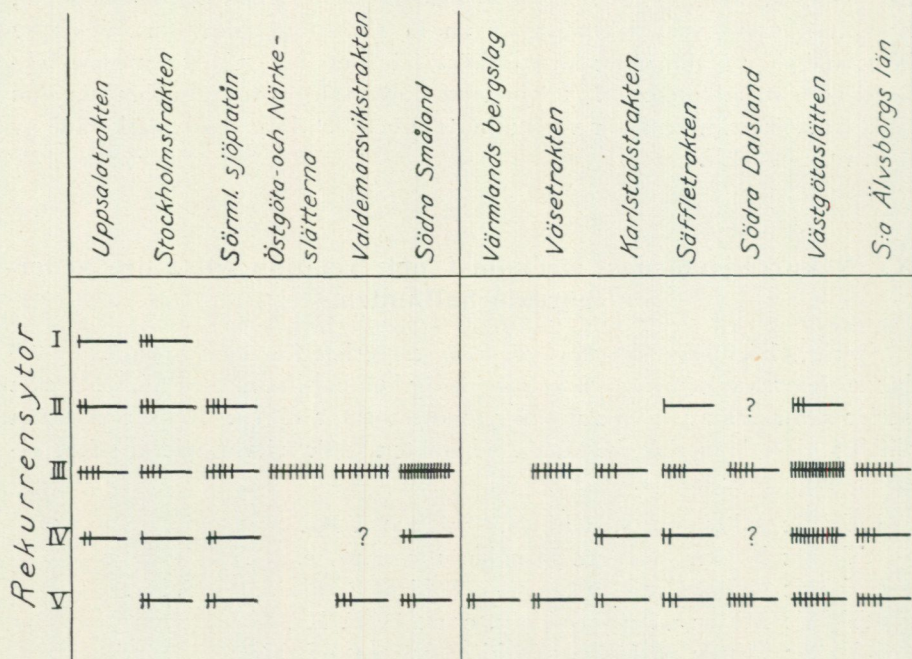 Uppsalatrakten
Stockholmstrakten
Sörml. sjöplatån
Östgöta- och Närke-
slätterna
Valdemarsvikstrakten
Södra Småland
Värmlands bergslag
Väsetrakten
Karlstadstrakten
Säffletrakten
Södra Dalsland
Västgötaslätten
S:a Älvsborgs län
Rekurrensytor
I
II
?
III
IV
?
?
V